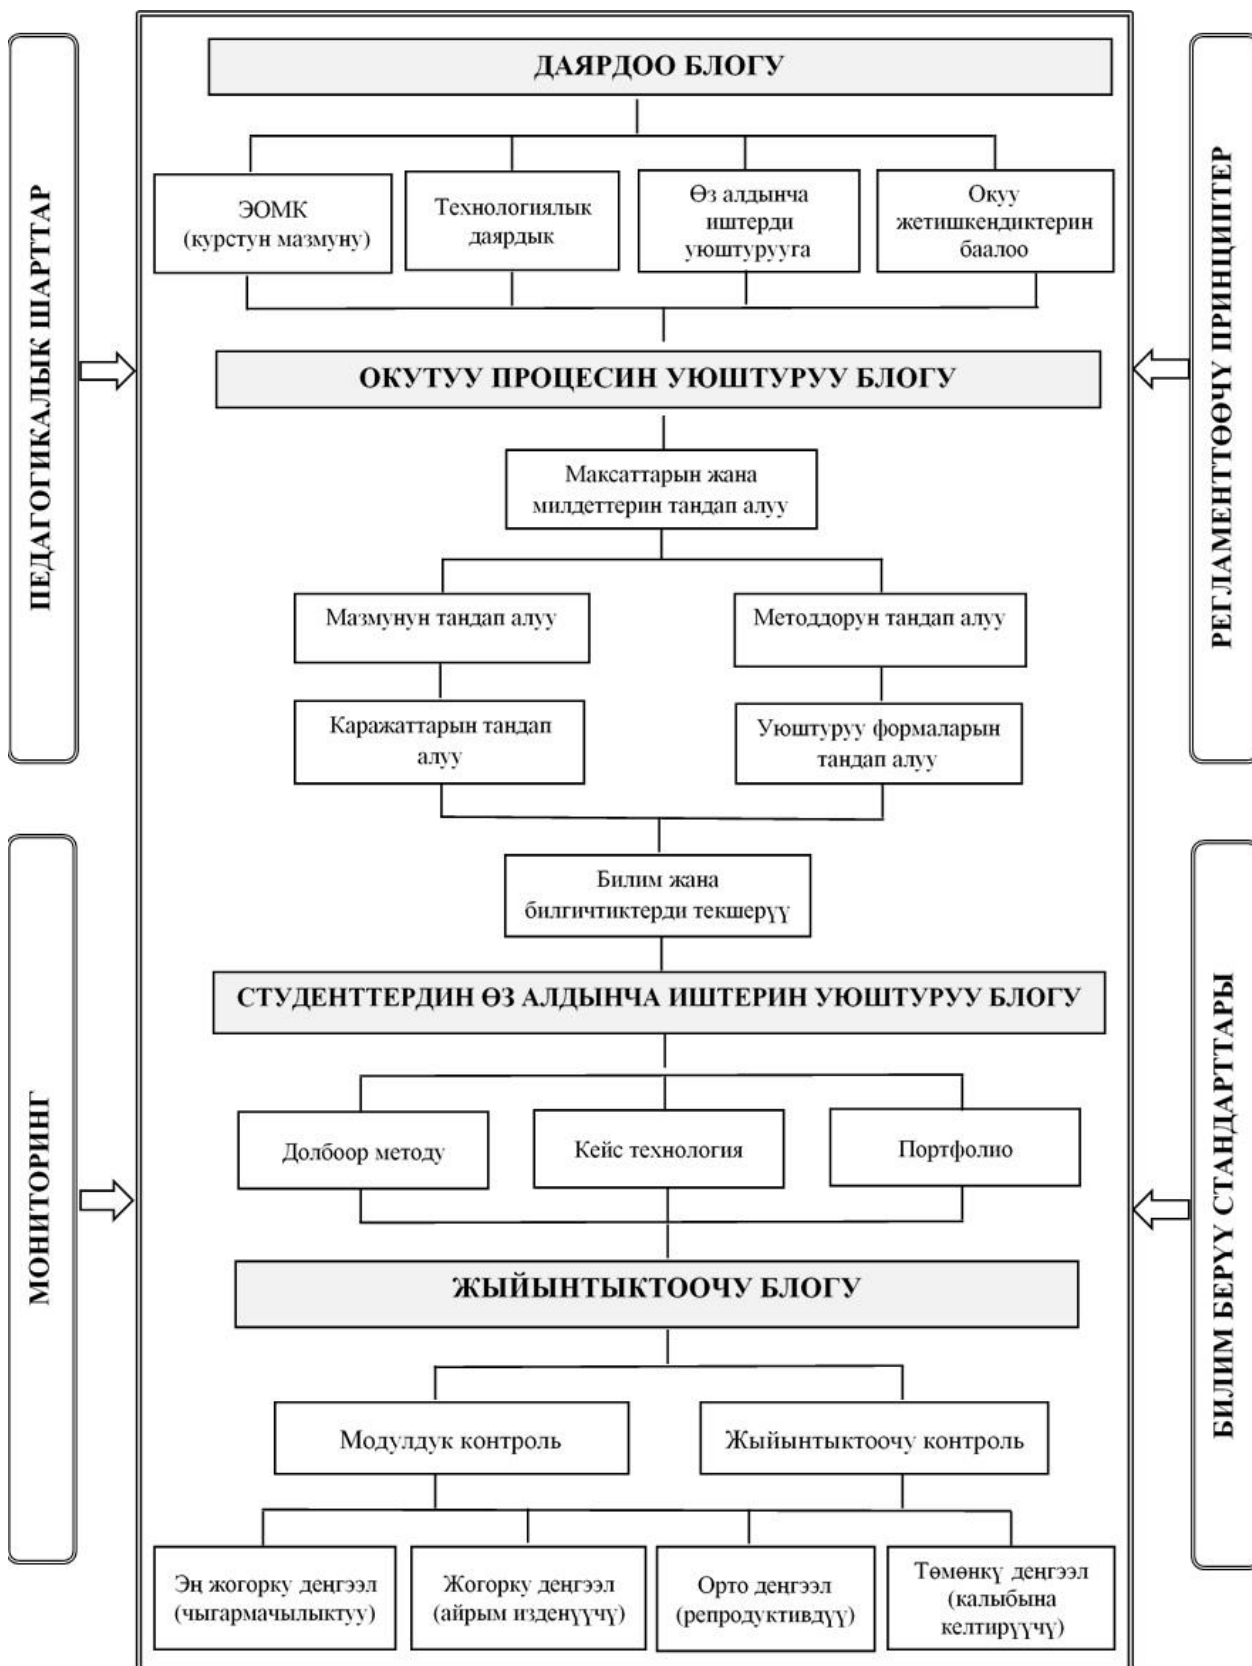 ПЕДАГОГИКАЛЫК ШАРТТАР
МОНИТОРИНГ
ДАЯРДОО БЛОГУ
ЭОМК
(курстун мазмуну)
Технологиялык
даярдык
Өз алдынча
иштерди
уюштурууга
Окуу
жетишкендиктерин
баалоо
ОКУТУУ ПРОЦЕСИН УЮШТУРУУ БЛОГУ
Максаттарын жана
милдеттерин тандап алуу
Мазмунун тандап алуу
Методдорун тандап алуу
Каражаттарын тандап
алуу
Уюштуруу формаларын
тандап алуу
Билим жана
билгичтиктерди текшерүү
СТУДЕНТТЕРДИН ӨЗ АЛДЫНЧА ИШТЕРИН УЮШТУРУУ БЛОГУ
Долбоор методу
Кейс технология
Портфолио
ЖЫЙЫНТЫКТООЧУ БЛОГУ
Модулдук контроль
Жыйынтыктоочу контроль
Эң жогорку деңгээл
(чыгармачылыктуу)
Жогорку деңгээл
(айрым изденүүчү)
Орто деңгээл
(репродуктивдүү)
Төмөнкү деңгээл
(калыбына
келтирүүчү)
РЕГЛАМЕНТТӨӨЧҮ ПРИНЦИПТЕР
БИЛИМ БЕРҮҮ СТАНДАРТТАРЫ